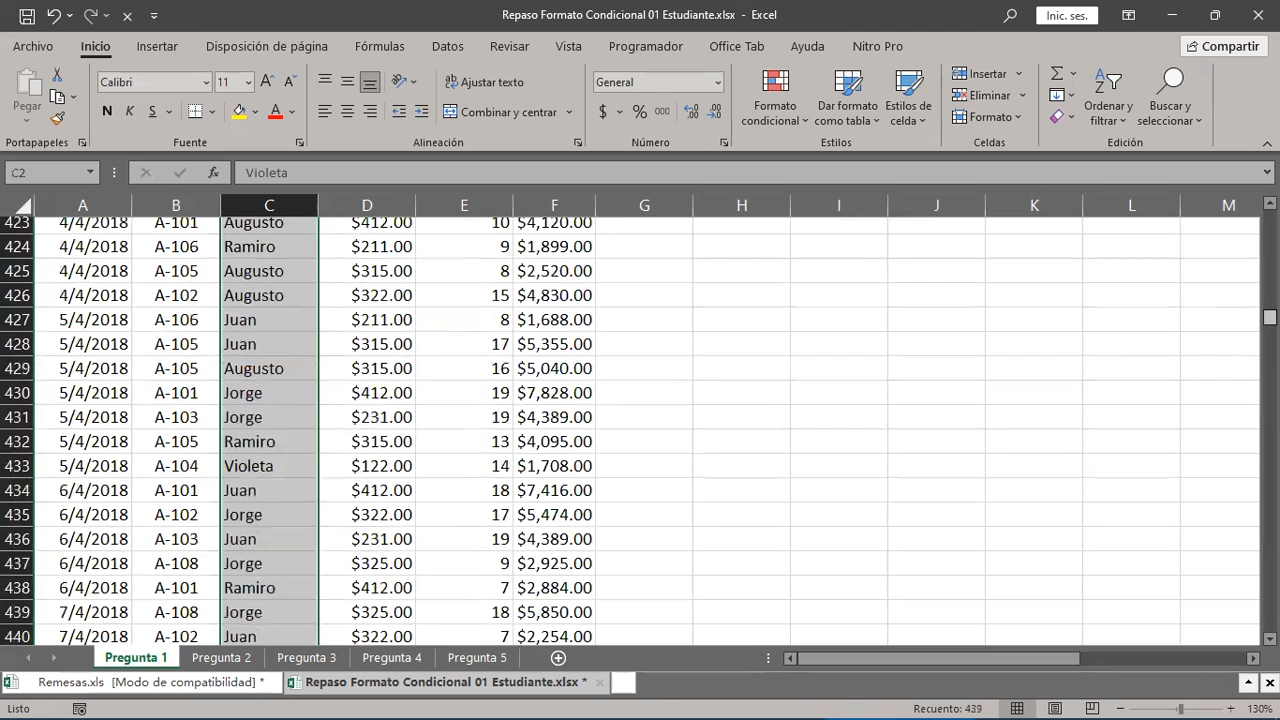 Repaso Formato Condicional 01 Estudiante.xlsx - Excel
Inic. ses.
Archivo Inicio Insertar Disposición de página Fórmulas Datos Revisar Vista Programador Office Tab Ayuda Nitro Pro Compartir
Pegar
Calibri 11
N K S
Ajustar texto
Combinar y centrar
General
$ % 000
Formato condicional
Dar formato como tabla
Estilos de celda
Insertar
Eliminar
Formato
Ordenar y filtrar
Buscar y seleccionar
Portapapeles Fuente Alineación Número Estilos Celdas Edición
C2 fx Violeta
A B C D E F G H I J K L M
423 4/4/2018 A-101 Augusto $412.00 10 $4,120.00
424 4/4/2018 A-106 Ramiro $211.00 9 $1,899.00
425 4/4/2018 A-105 Augusto $315.00 8 $2,520.00
426 4/4/2018 A-102 Augusto $322.00 15 $4,830.00
427 5/4/2018 A-106 Juan $211.00 8 $1,688.00
428 5/4/2018 A-105 Juan $315.00 17 $5,355.00
429 5/4/2018 A-105 Augusto $315.00 16 $5,040.00
430 5/4/2018 A-101 Jorge $412.00 19 $7,828.00
431 5/4/2018 A-103 Jorge $231.00 19 $4,389.00
432 5/4/2018 A-105 Ramiro $315.00 13 $4,095.00
433 5/4/2018 A-104 Violeta $122.00 14 $1,708.00
434 6/4/2018 A-101 Juan $412.00 18 $7,416.00
435 6/4/2018 A-102 Jorge $322.00 17 $5,474.00
436 6/4/2018 A-103 Juan $231.00 19 $4,389.00
437 6/4/2018 A-108 Jorge $325.00 9 $2,925.00
438 6/4/2018 A-101 Ramiro $412.00 7 $2,884.00
439 7/4/2018 A-108 Jorge $325.00 18 $5,850.00
440 7/4/2018 A-102 Juan $322.00 7 $2,254.00
Pregunta 1 Pregunta 2 Pregunta 3 Pregunta 4 Pregunta 5
Remesas.xls [Modo de compatibilidad] * Repaso Formato Condicional 01 Estudiante.xlsx *
Listo Recuento: 439 130%